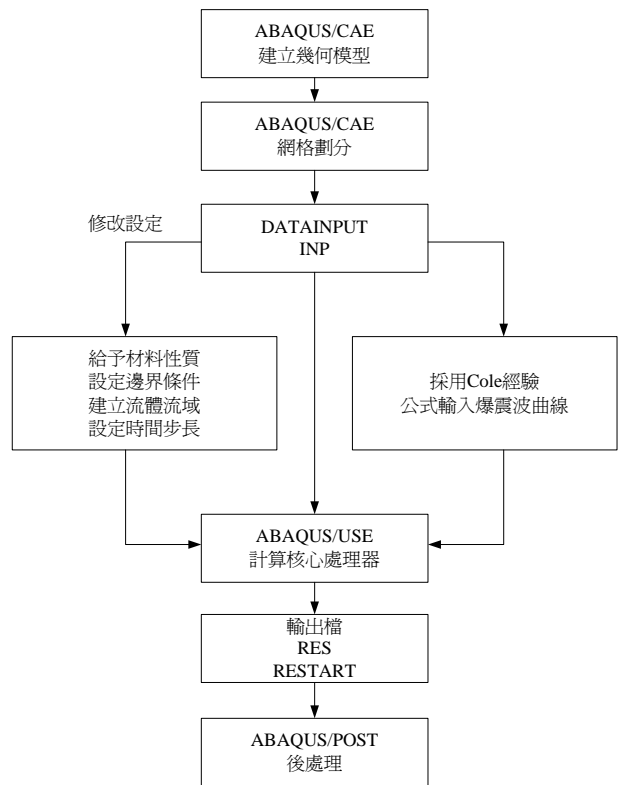 ABAQUS/CAE
建立幾何模型
ABAQUS/CAE
網格劃分
修改設定
DATAINPUT
INP
給予材料性質
設定邊界條件
建立流體流域
設定時間步長
採用Cole經驗
公式輸入爆震波曲線
ABAQUS/USE
計算核心處理器
輸出檔
RES
RESTART
ABAQUS/POST
後處理